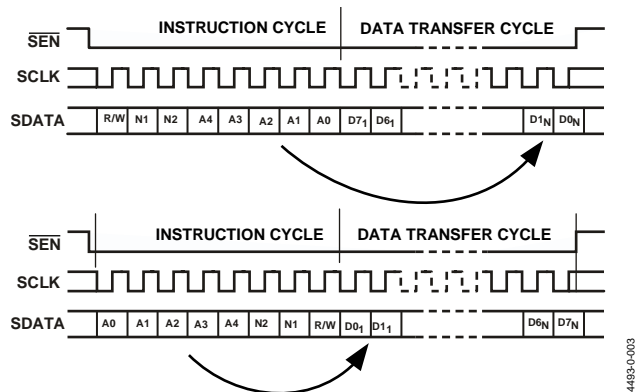 INSTRUCTION CYCLE DATA TRANSFER CYCLE
SEN
SCLK
SDATA R/W N1 N2 A4 A3 A2 A1 A0 D7₁ D6₁ D1N D0N
INSTRUCTION CYCLE DATA TRANSFER CYCLE
SEN
SCLK
SDATA A0 A1 A2 A3 A4 N2 N1 R/W D0₁ D1₁ D6N D7N
4493-0-003